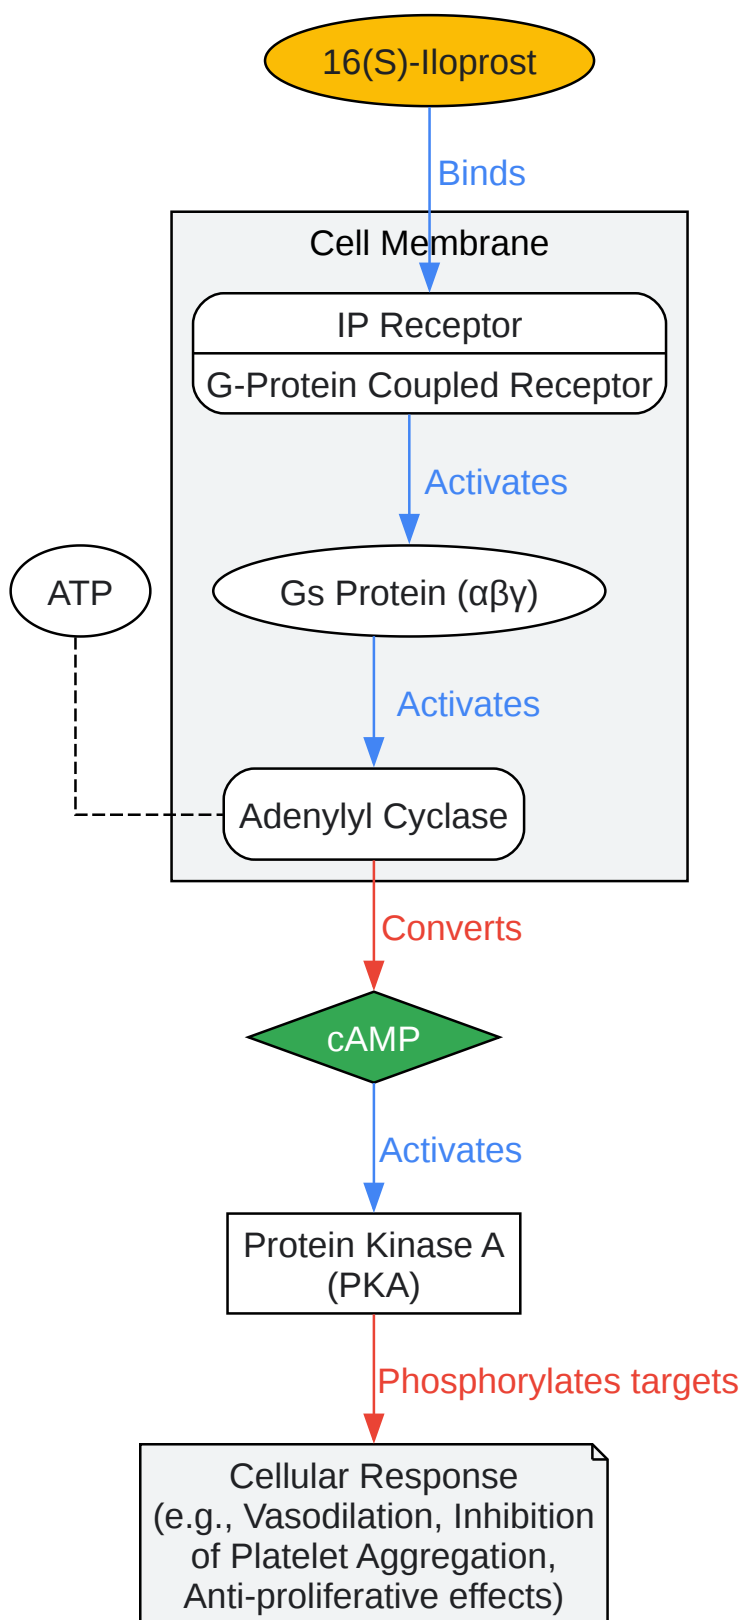 16(S)-Iloprost
Binds
Cell Membrane
IP Receptor
G-Protein Coupled Receptor
Activates
ATP
Gs Protein (αβγ)
Activates
Adenylyl Cyclase
Converts
cAMP
Activates
Protein Kinase A
(PKA)
Phosphorylates targets
Cellular Response
(e.g., Vasodilation, Inhibition
of Platelet Aggregation,
Anti-proliferative effects)